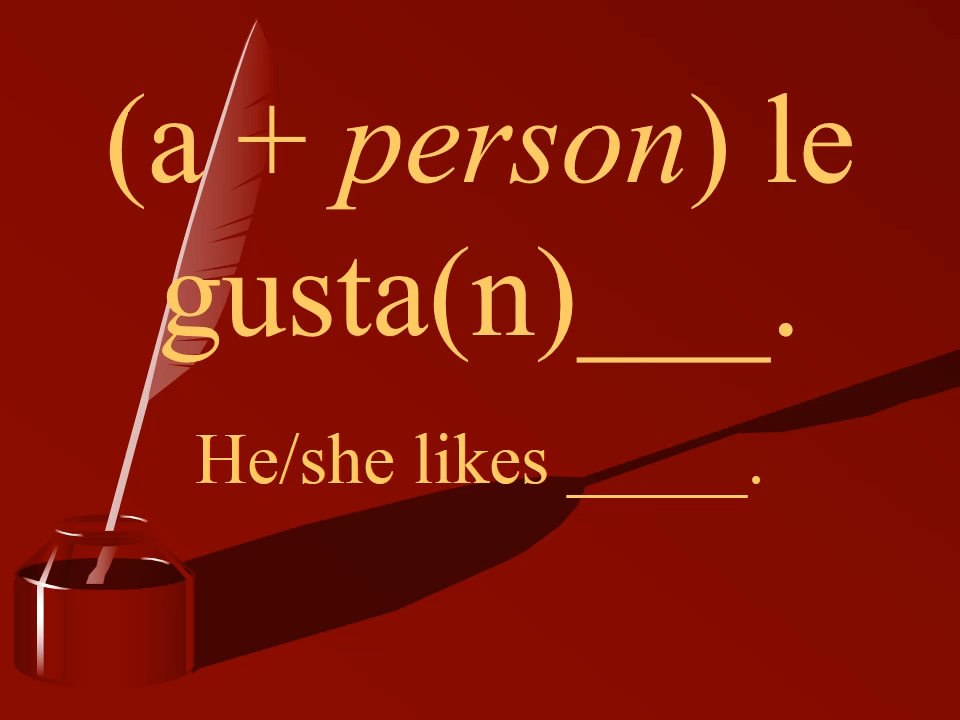 (a + person) le
gusta(n)___.
He/she likes _____.